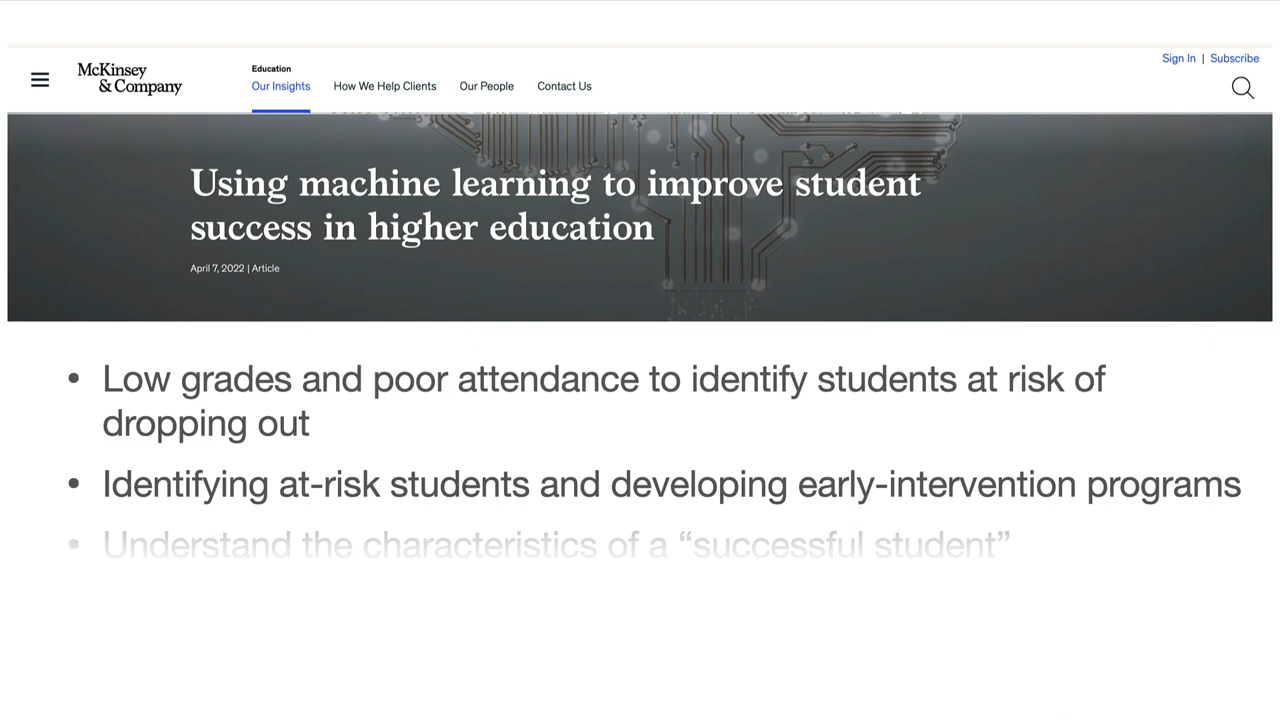 Sign In | Subscribe
McKinsey
& Company
Education
Our Insights How We Help Clients Our People Contact Us
Using machine learning to improve student
success in higher education
April 7, 2022 | Article
• Low grades and poor attendance to identify students at risk of
dropping out
• Identifying at-risk students and developing early-intervention programs
• Understand the characteristics of a “successful student”